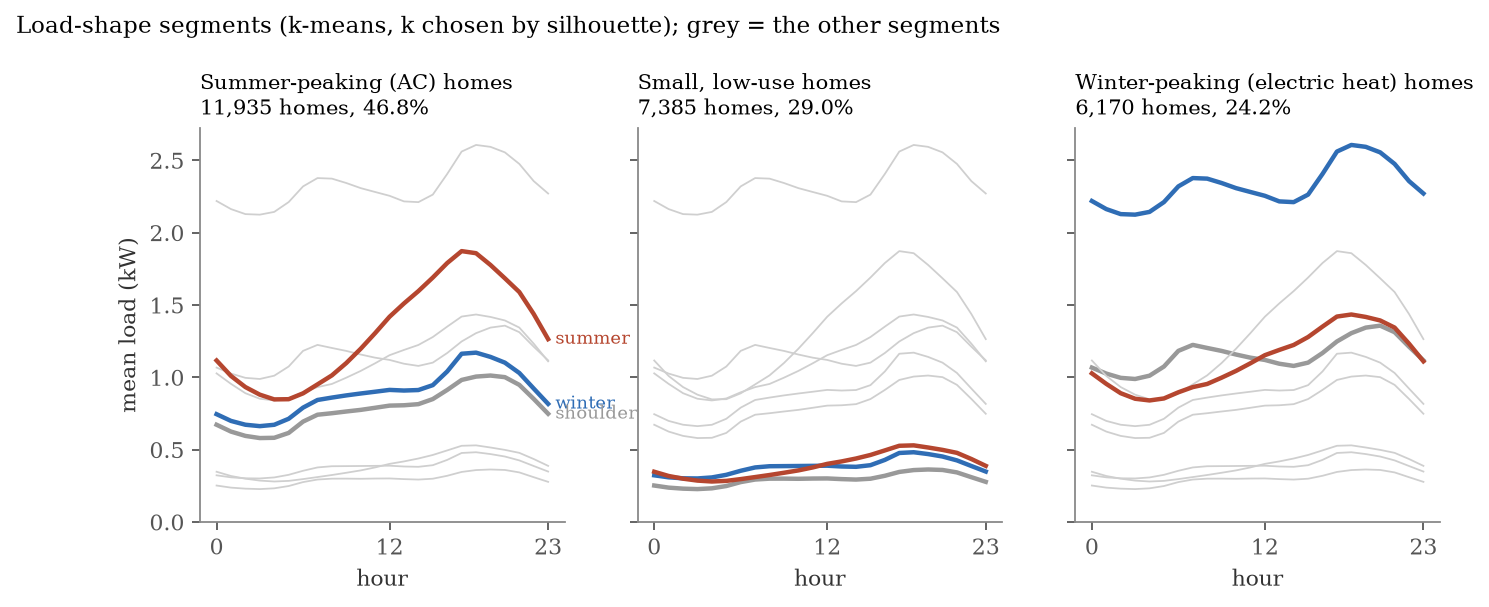 Load-shape segments (k-means, k chosen by silhouette); grey = the other segments
Summer-peaking (AC) homes
11,935 homes, 46.8%
Small, low-use homes
7,385 homes, 29.0%
Winter-peaking (electric heat) homes
6,170 homes, 24.2%
mean load (kW)
2.5
2.0
1.5
1.0
0.5
0.0
summer
winter
shoulder
0 12 23
0 12 23
0 12 23
hour
hour
hour